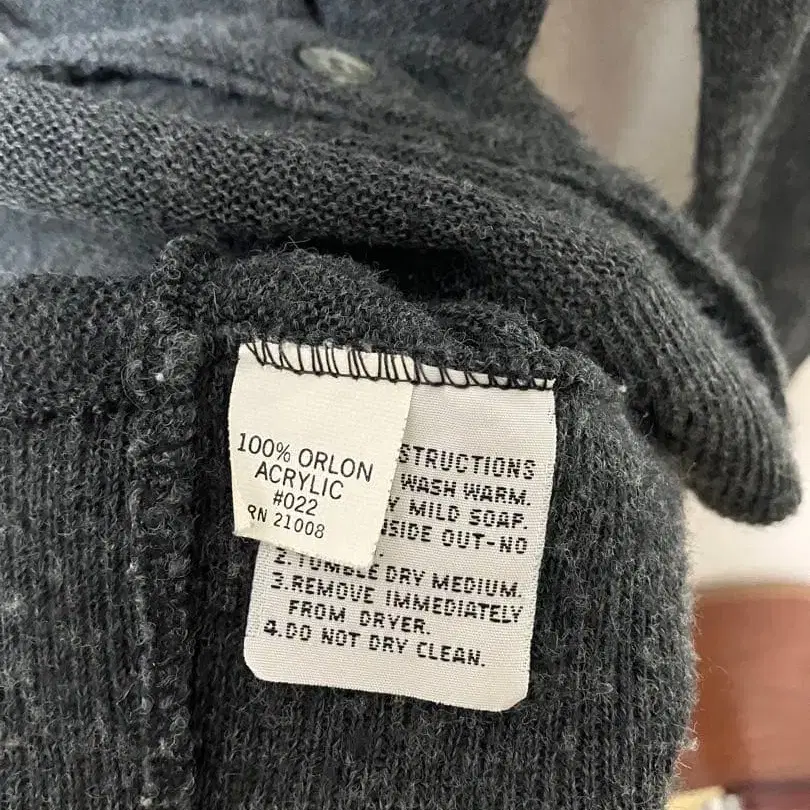 100% ORLON
ACRYLIC
#022
RN 21008
STRUCTIONS
WASH WARM.
MILD SOAP.
NSIDE OUT-NO
2. TUMBLE DRY MEDIUM.
3.REMOVE IMMEDIATELY
FROM DRYER.
4.DO NOT DRY CLEAN.